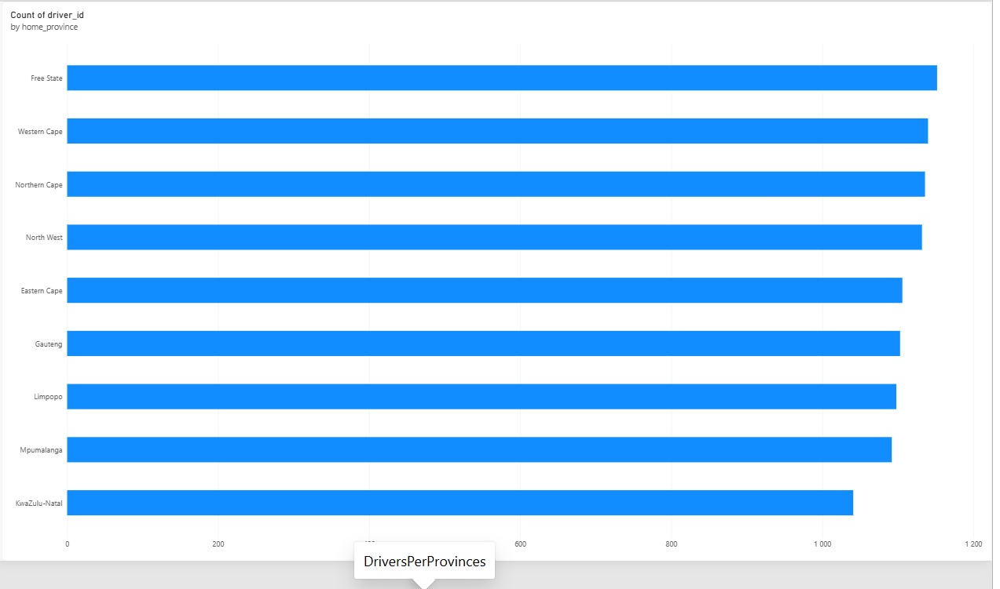 Count of driver_id
by home_province
Free State
Western Cape
Northern Cape
North West
Eastern Cape
Gauteng
Limpopo
Mpumalanga
KwaZulu-Natal
0 200 600 800 1 000 1 200
DriversPerProvinces